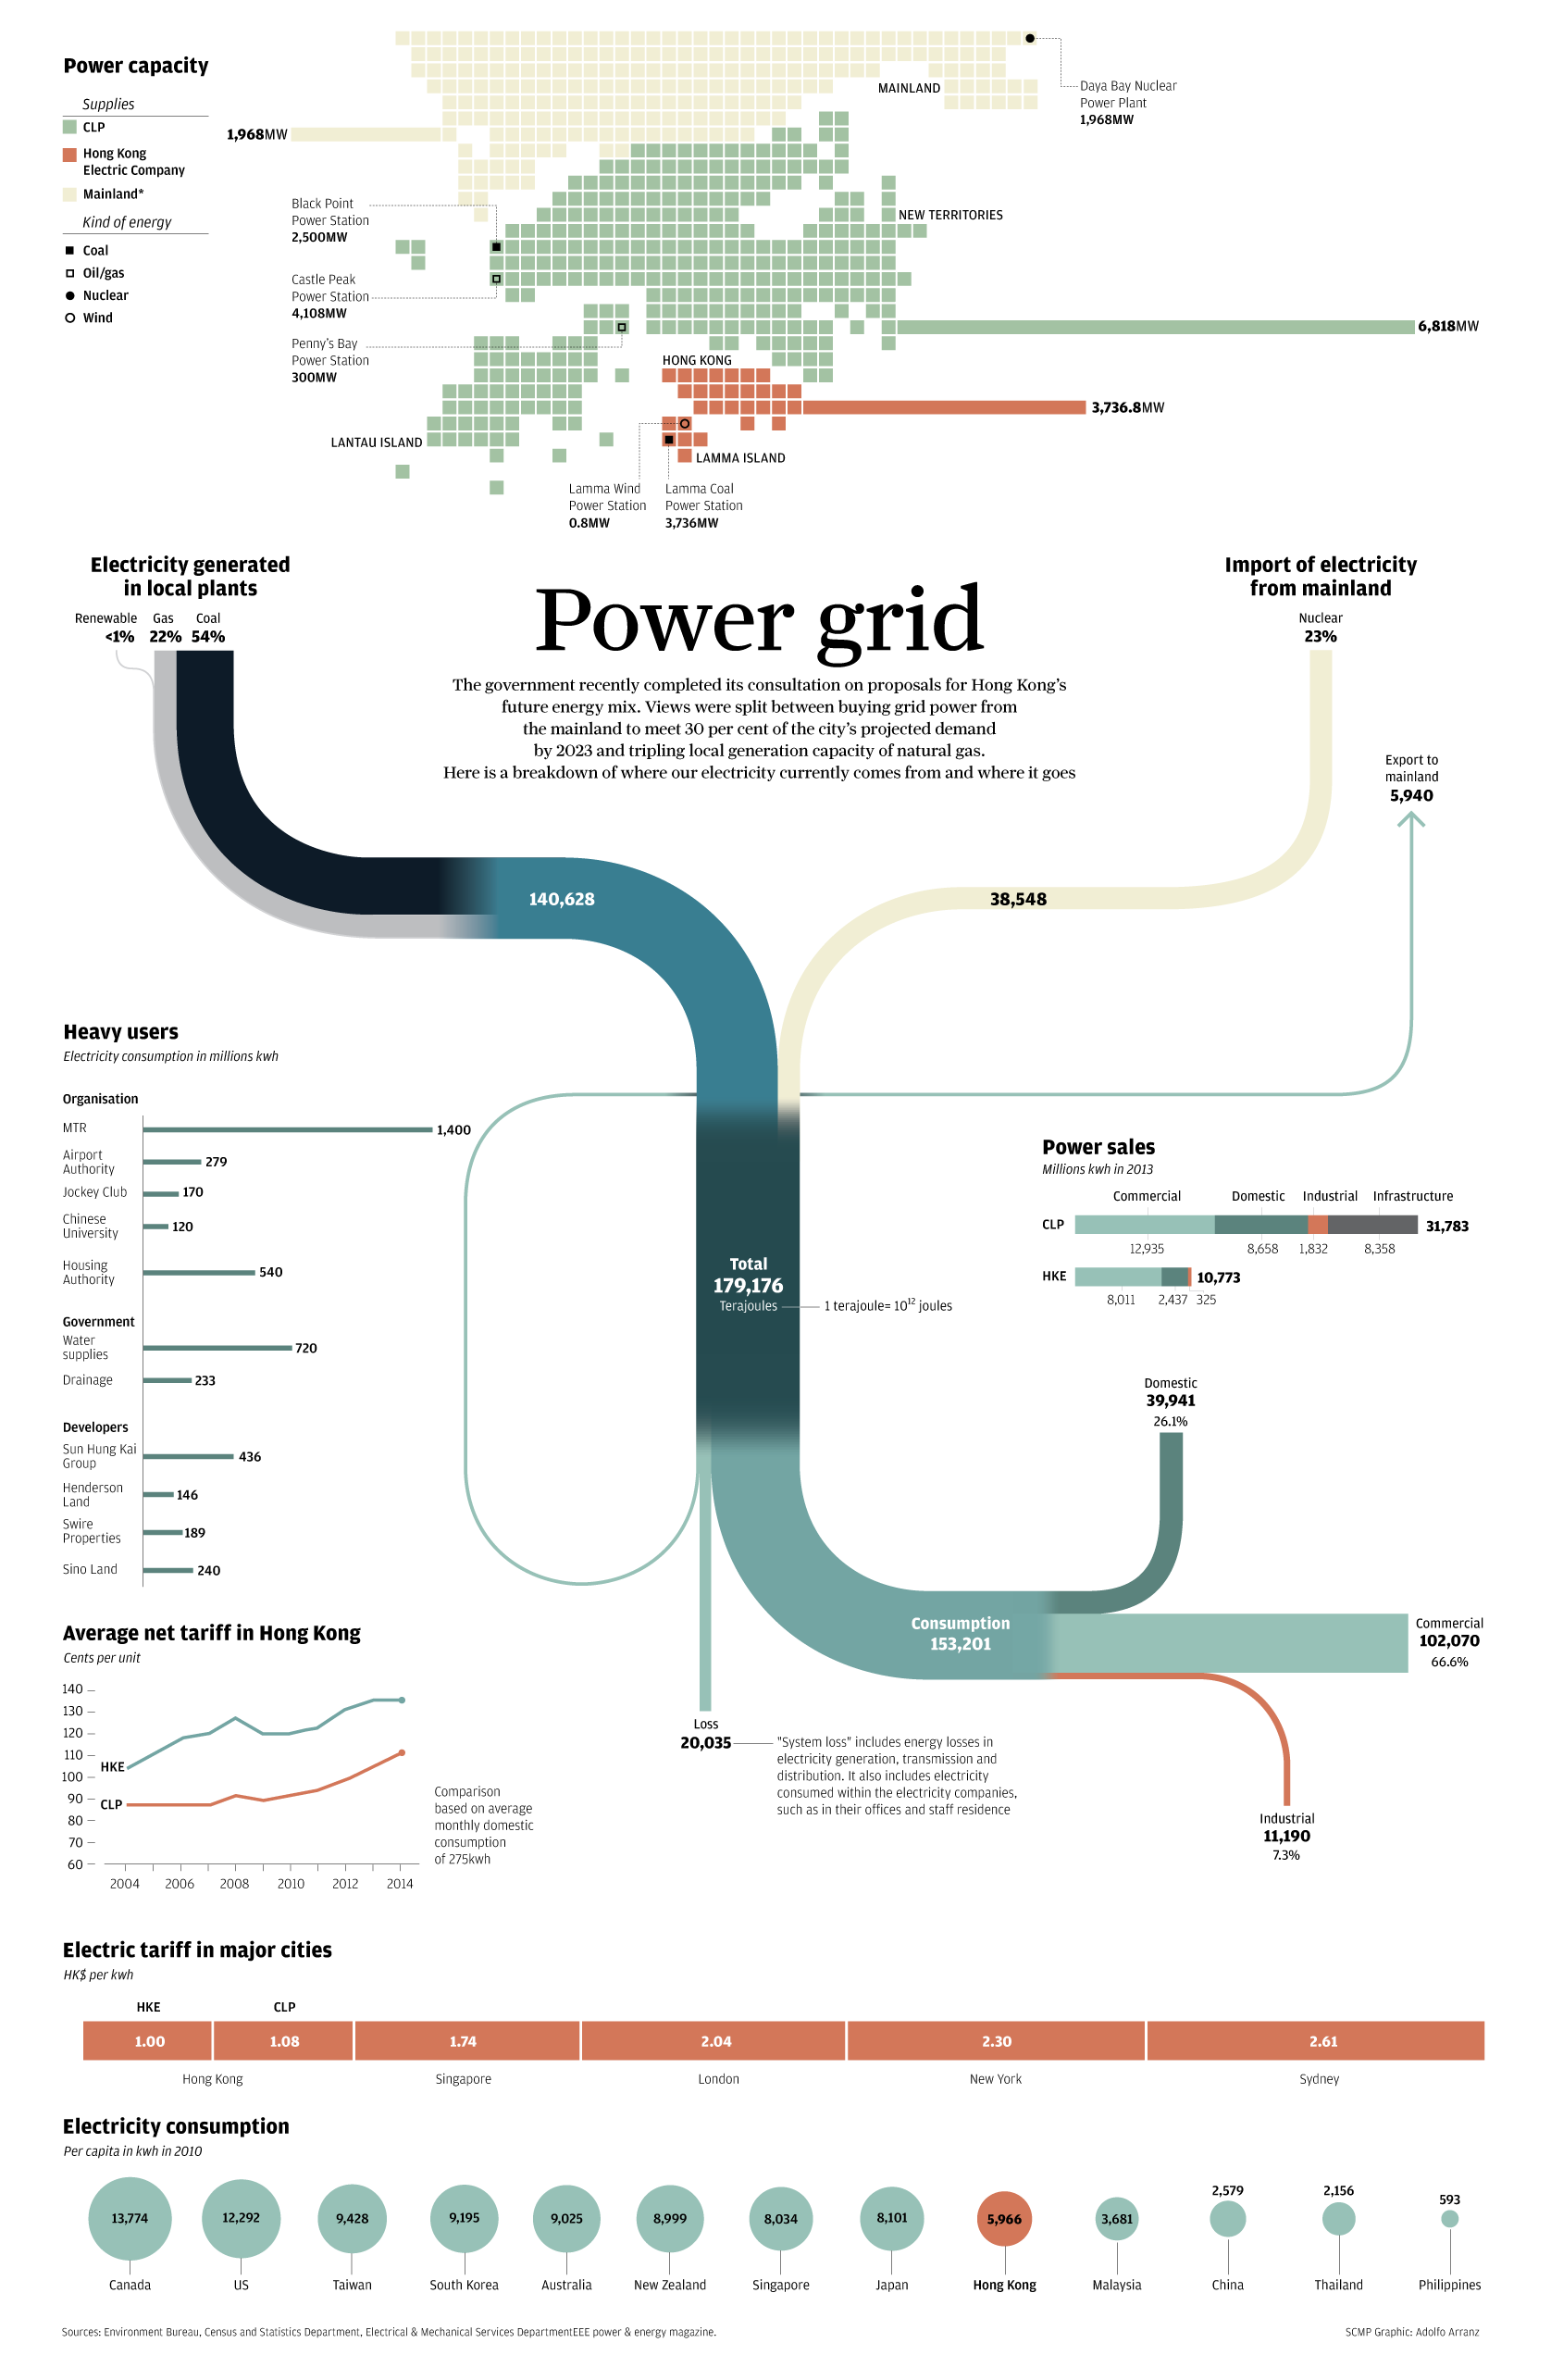 Power capacity
Supplies
CLP
Hong Kong
Electric Company
Mainland*
Kind of energy
Coal
Oil/gas
Nuclear
Wind
MAINLAND
Daya Bay Nuclear
Power Plant
1,968MW
1,968MW
Black Point
Power Station
2,500MW
NEW TERRITORIES
Castle Peak
Power Station
4,108MW
6,818MW
Penny's Bay
Power Station
300MW
HONG KONG
3,736.8MW
LANTAU ISLAND
LAMMA ISLAND
Lamma Wind
Power Station
0.8MW
Lamma Coal
Power Station
3,736MW
Electricity generated
in local plants
Renewable
<1%
Gas
22%
Coal
54%
Power grid
The government recently completed its consultation on proposals for Hong Kong's
future energy mix. Views were split between buying grid power from
the mainland to meet 30 per cent of the city's projected demand
by 2023 and tripling local generation capacity of natural gas.
Here is a breakdown of where our electricity currently comes from and where it goes
Import of electricity
from mainland
Nuclear
23%
Export to
mainland
5,940
140,628
38,548
Heavy users
Electricity consumption in millions kwh
Organisation
MTR
1,400
Airport
Authority
279
Jockey Club
170
Chinese
University
120
Housing
Authority
540
Government
Water
supplies
720
Drainage
233
Developers
Sun Hung Kai
Group
436
Henderson
Land
146
Swire
Properties
189
Sino Land
240
Total
179,176
Terajoules
1 terajoule= 10¹² joules
Power sales
Millions kwh in 2013
Commercial Domestic Industrial Infrastructure
CLP
31,783
12,935 8,658 1,832 8,358
HKE
10,773
8,011 2,437 325
Domestic
39,941
26.1%
Consumption
153,201
Commercial
102,070
66.6%
Industrial
11,190
7.3%
Loss
20,035
"System loss" includes energy losses in
electricity generation, transmission and
distribution. It also includes electricity
consumed within the electricity companies,
such as in their offices and staff residence
Average net tariff in Hong Kong
Cents per unit
140
130
120
110
100
90
80
70
60
HKE
CLP
2004 2006 2008 2010 2012 2014
Comparison
based on average
monthly domestic
consumption
of 275kwh
Electric tariff in major cities
HK$ per kwh
HKE CLP
1.00 1.08 1.74 2.04 2.30 2.61
Hong Kong Singapore London New York Sydney
Electricity consumption
Per capita in kwh in 2010
13,774 12,292 9,428 9,195 9,025 8,999 8,034 8,101 5,966 3,681 2,579 2,156 593
Canada US Taiwan South Korea Australia New Zealand Singapore Japan Hong Kong Malaysia China Thailand Philippines
Sources: Environment Bureau, Census and Statistics Department, Electrical & Mechanical Services DepartmentEEE power & energy magazine.
SCMP Graphic: Adolfo Arranz